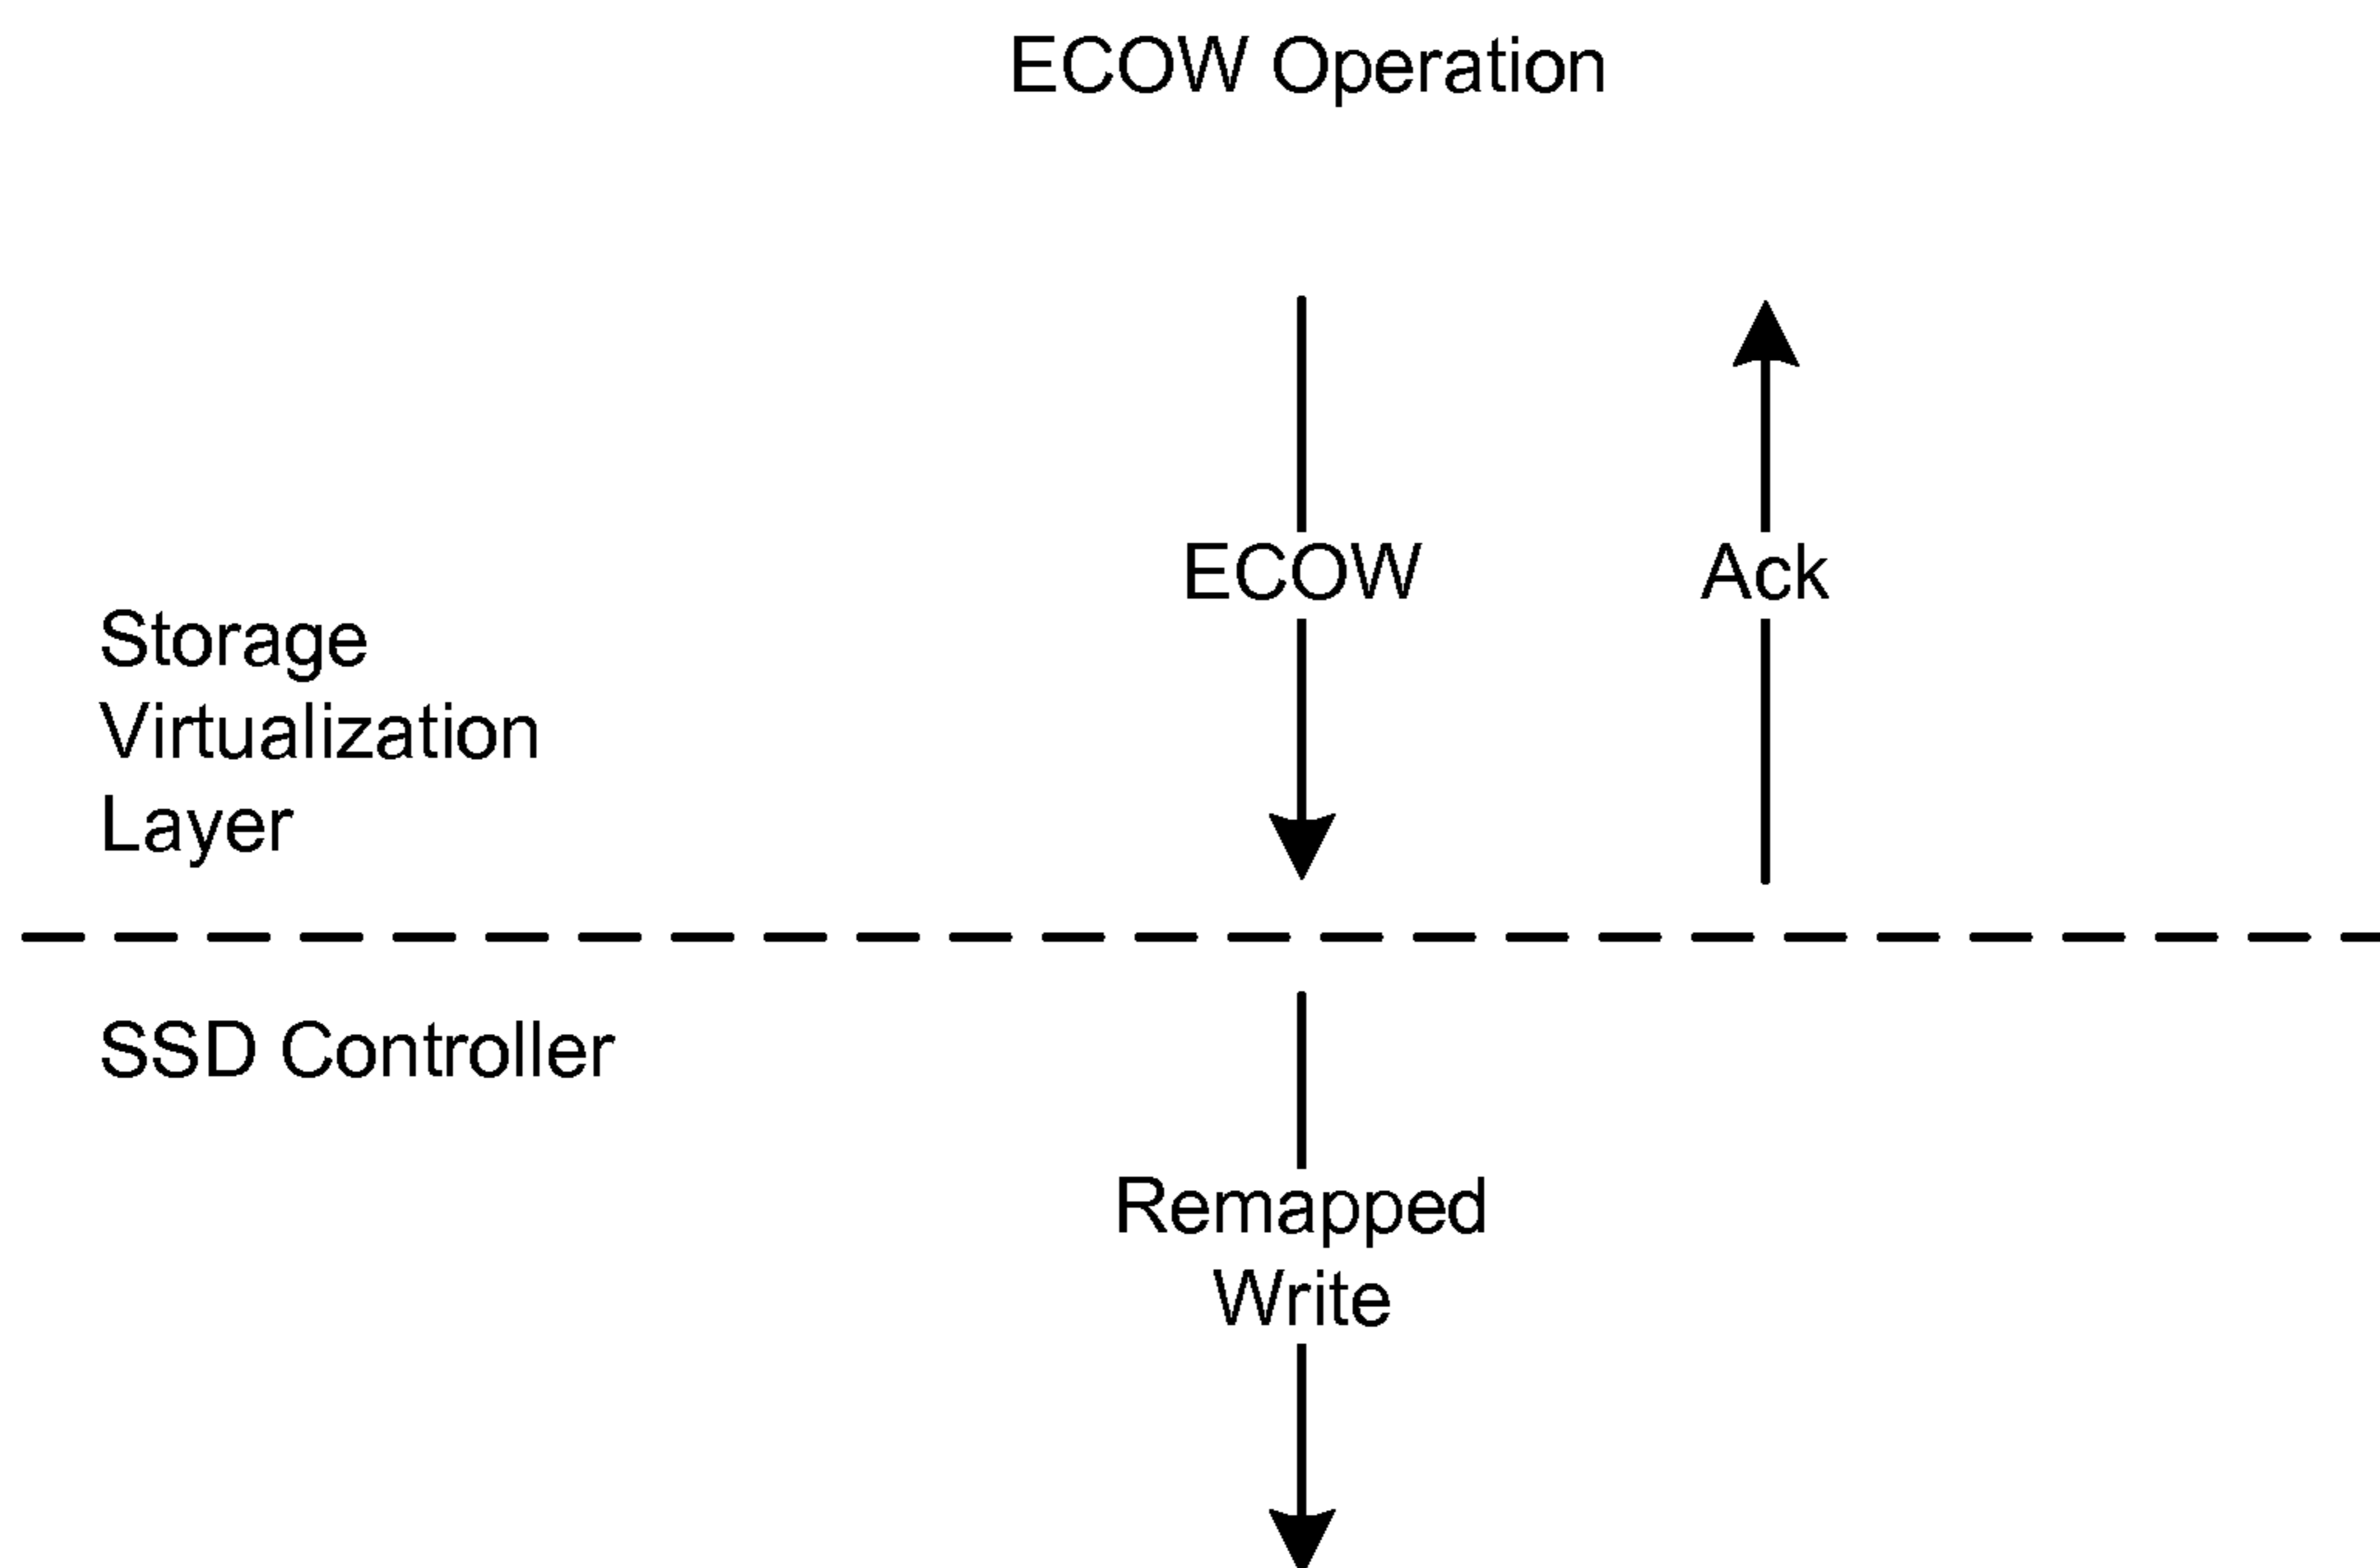 ECOW Operation
ECOW
Ack
Storage
Virtualization
Layer
SSD Controller
Remapped
Write